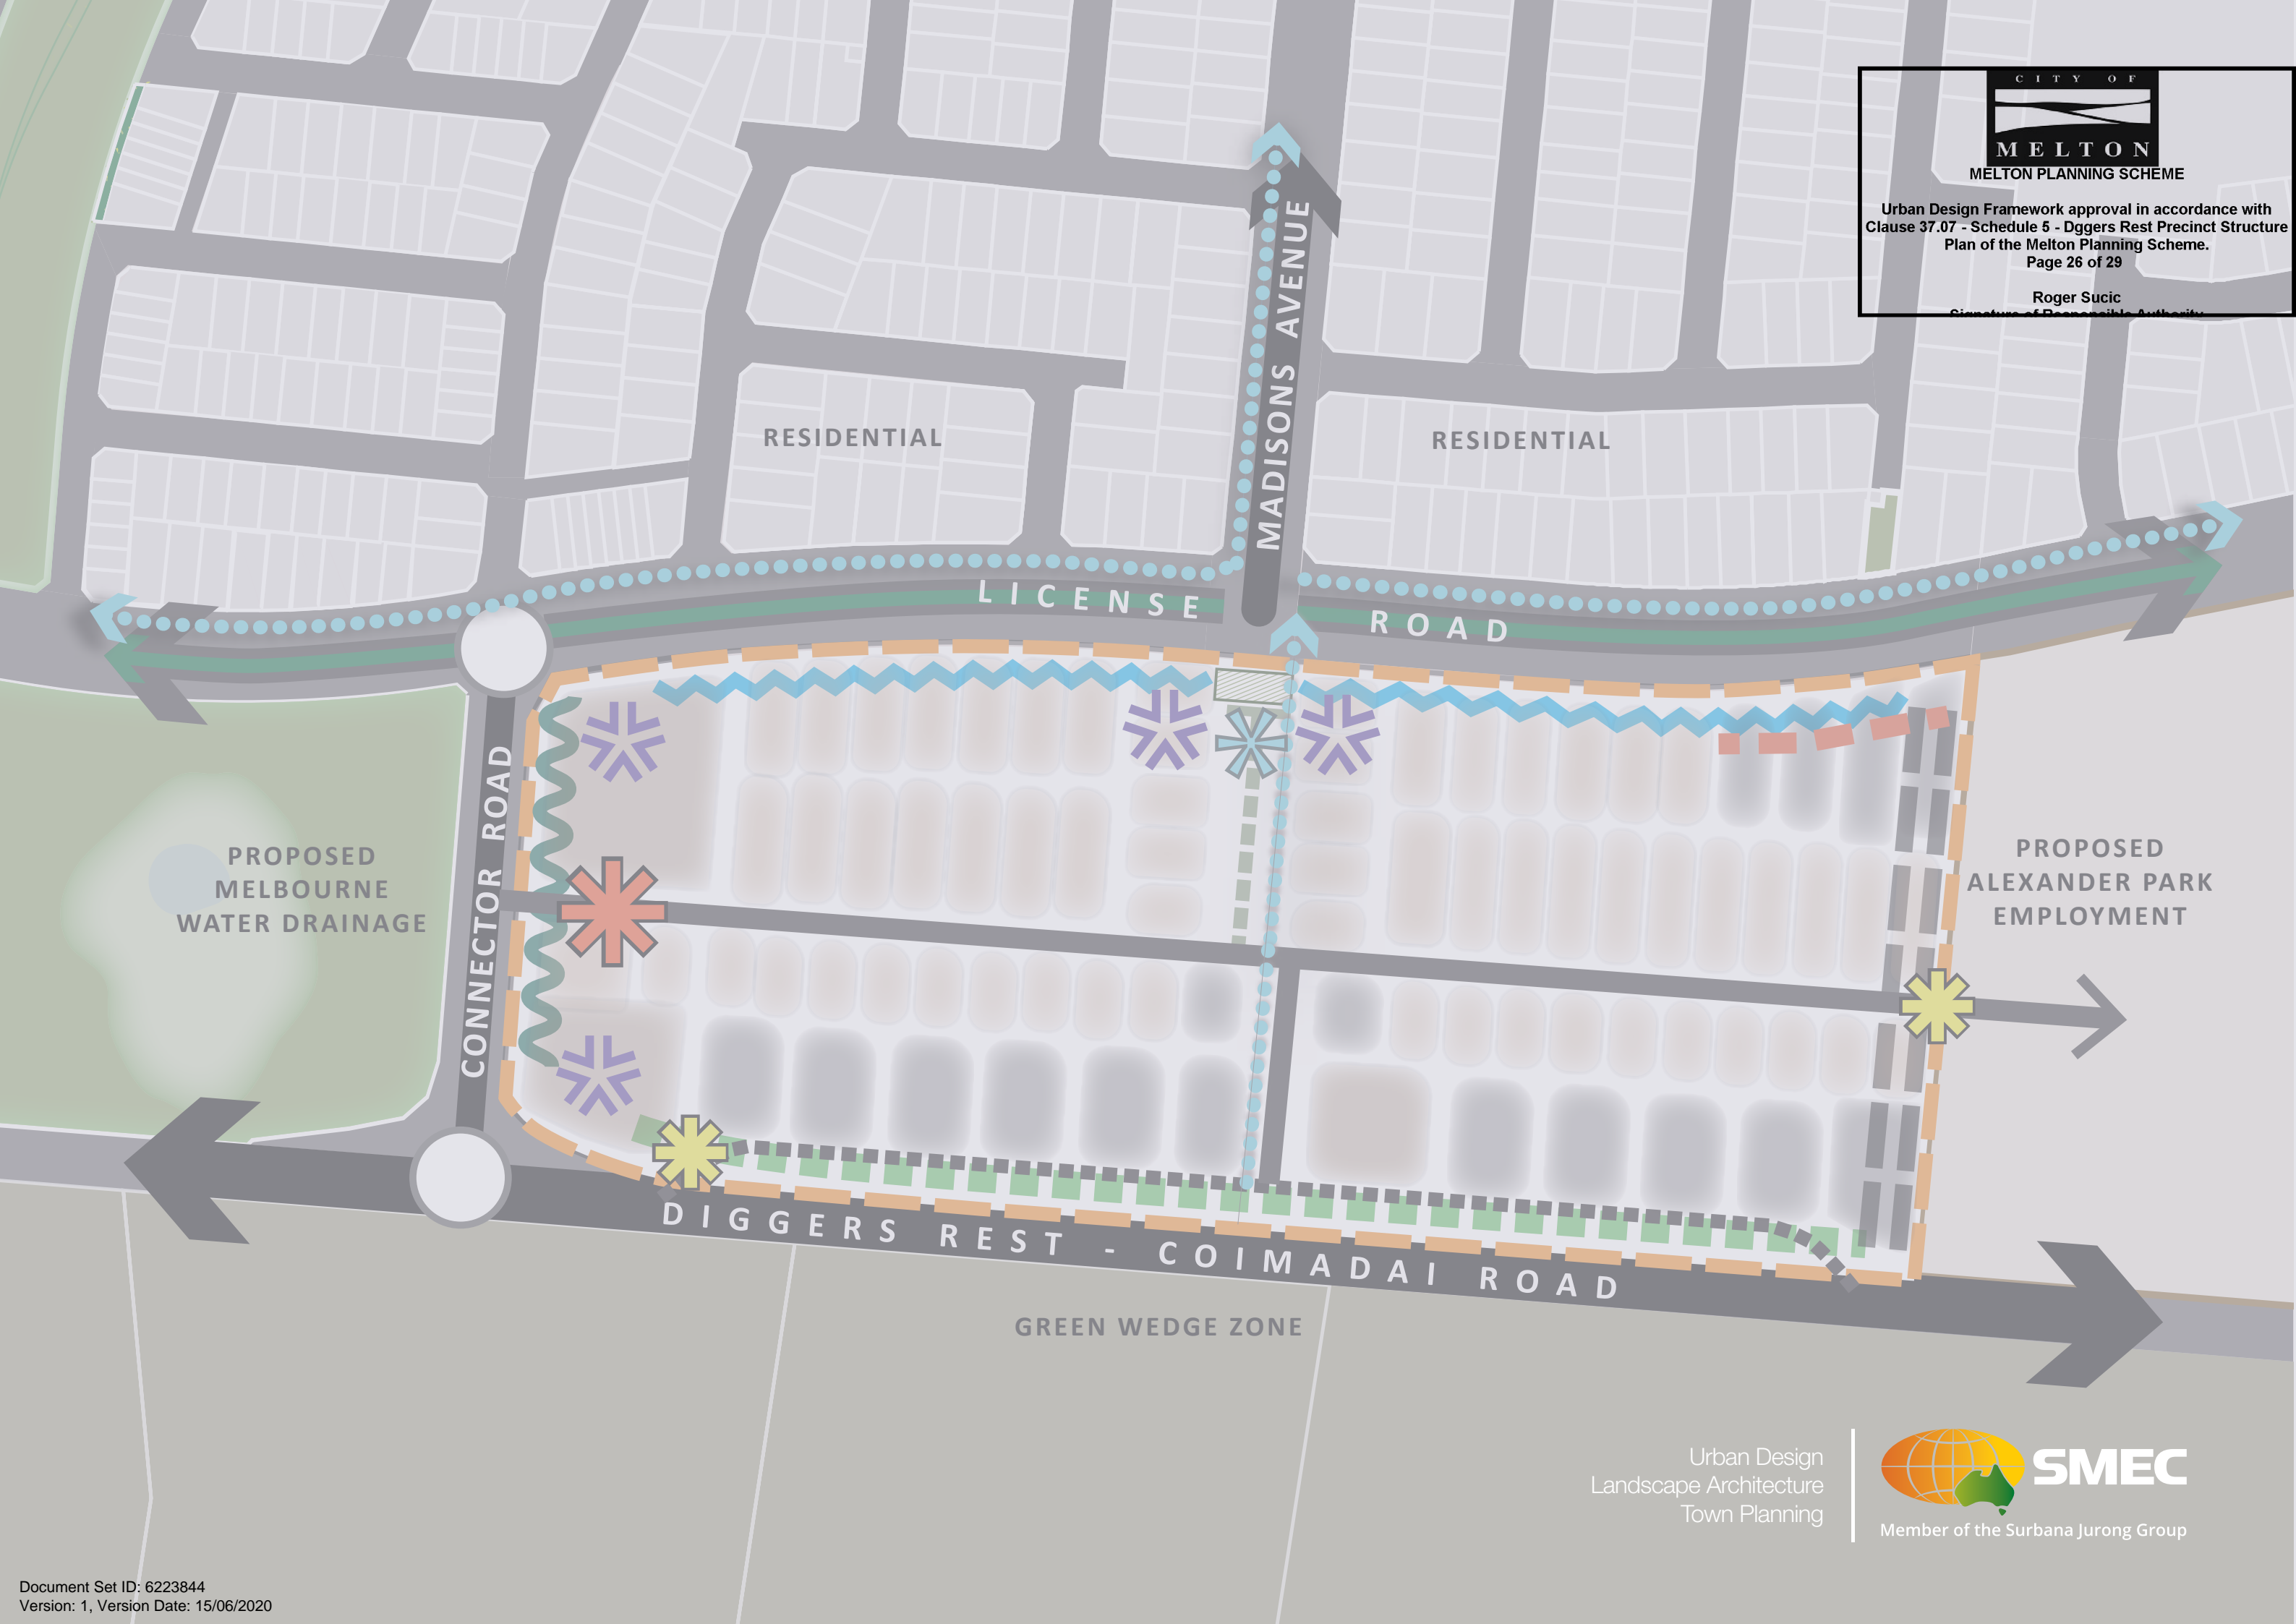 CITY OF
MELTON
MELTON PLANNING SCHEME
Urban Design Framework approval in accordance with
Clause 37.07 - Schedule 5 - Dggers Rest Precinct Structure
Plan of the Melton Planning Scheme.
Page 26 of 29
Roger Sucic
Signature of Responsible Authority
MADISONS AVENUE
RESIDENTIAL
RESIDENTIAL
LICENSE ROAD
CONNECTOR ROAD
PROPOSED
MELBOURNE
WATER DRAINAGE
PROPOSED
ALEXANDER PARK
EMPLOYMENT
DIGGERS REST - COIMADAI ROAD
GREEN WEDGE ZONE
Urban Design
Landscape Architecture
Town Planning
SMEC
Member of the Surbana Jurong Group
Document Set ID: 6223844
Version: 1, Version Date: 15/06/2020